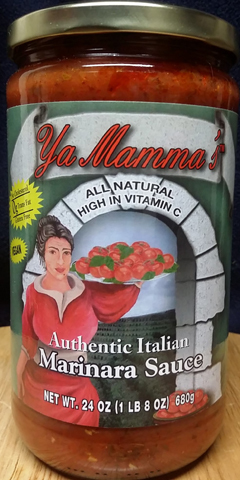 Ya Mamma's
ALL NATURAL
HIGH IN VITAMIN C
VEGAN
Authentic Italian
Marinara Sauce
NET WT. 24 OZ (1 LB 8 OZ) 680g